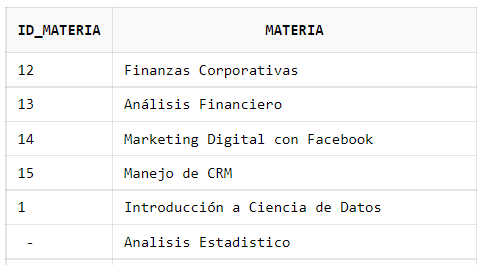 ID_MATERIA MATERIA
12 Finanzas Corporativas
13 Análisis Financiero
14 Marketing Digital con Facebook
15 Manejo de CRM
1 Introducción a Ciencia de Datos
- Analisis Estadistico